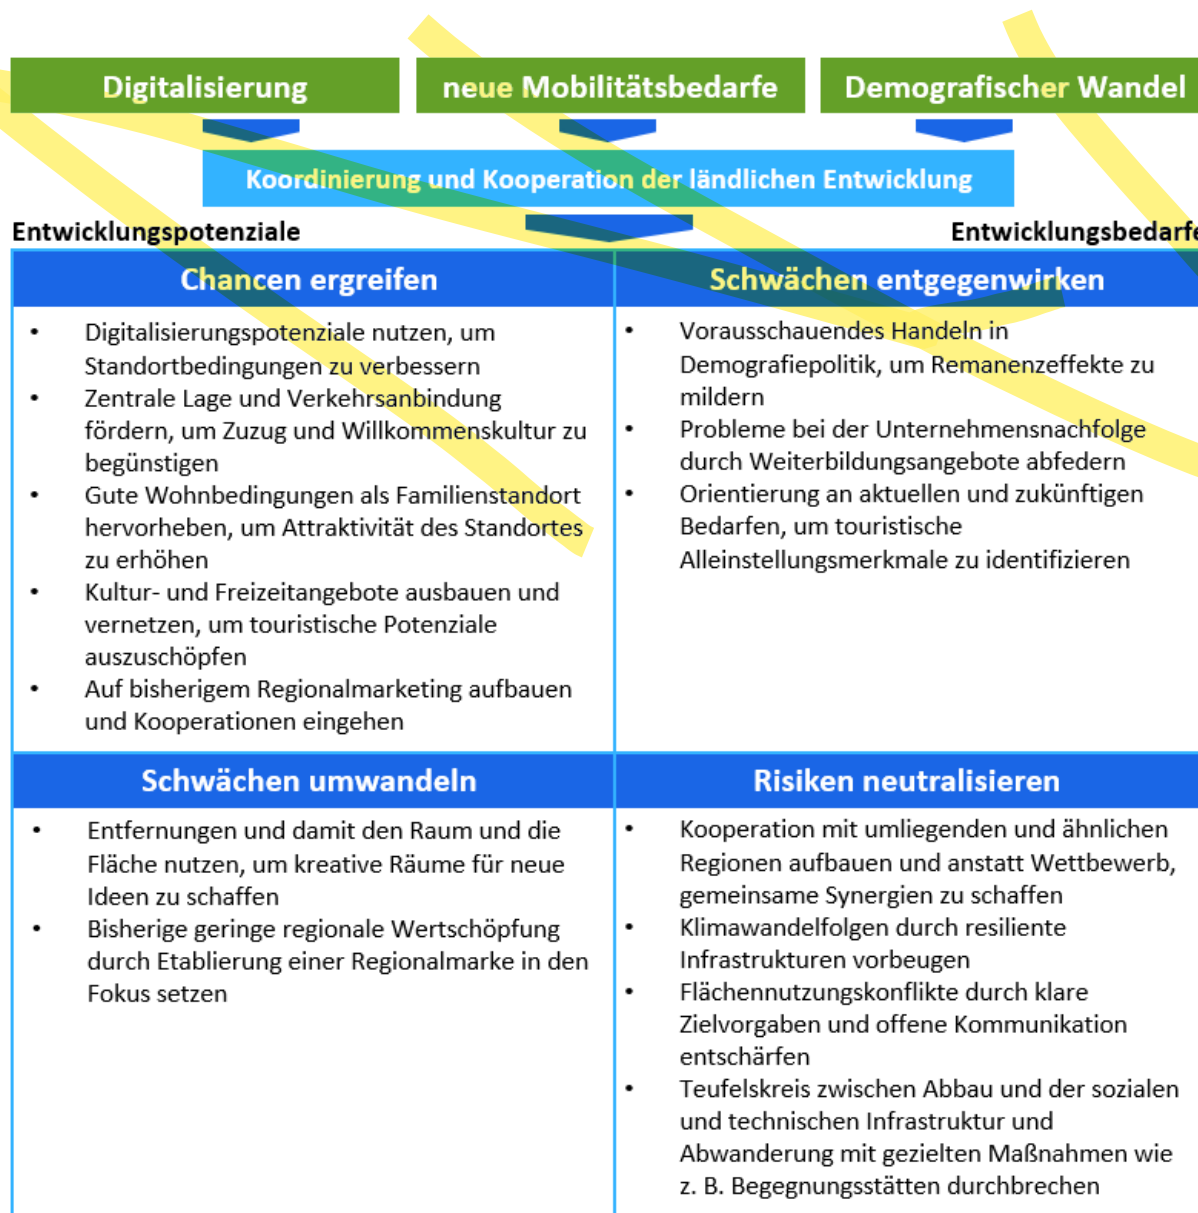 Digitalisierung
neue Mobilitätsbedarfe
Demografischer Wandel
Koordinierung und Kooperation der ländlichen Entwicklung
Entwicklungspotenziale
Entwicklungsbedarfe
Chancen ergreifen
• Digitalisierungspotenziale nutzen, um
Standortbedingungen zu verbessern
• Zentrale Lage und Verkehrsanbindung
fördern, um Zuzug und Willkommenskultur zu
begünstigen
• Gute Wohnbedingungen als Familienstandort
hervorheben, um Attraktivität des Standortes
zu erhöhen
• Kultur- und Freizeitangebote ausbauen und
vernetzen, um touristische Potenziale
auszuschöpfen
• Auf bisherigem Regionalmarketing aufbauen
und Kooperationen eingehen
Schwächen entgegenwirken
• Vorausschauendes Handeln in
Demografiepolitik, um Remanenzeffekte zu
mildern
• Probleme bei der Unternehmensnachfolge
durch Weiterbildungsangebote abfedern
• Orientierung an aktuellen und zukünftigen
Bedarfen, um touristische
Alleinstellungsmerkmale zu identifizieren
Schwächen umwandeln
• Entfernungen und damit den Raum und die
Fläche nutzen, um kreative Räume für neue
Ideen zu schaffen
• Bisherige geringe regionale Wertschöpfung
durch Etablierung einer Regionalmarke in den
Fokus setzen
Risiken neutralisieren
• Kooperation mit umliegenden und ähnlichen
Regionen aufbauen und anstatt Wettbewerb,
gemeinsame Synergien zu schaffen
• Klimawandelfolgen durch resiliente
Infrastrukturen vorbeugen
• Flächennutzungskonflikte durch klare
Zielvorgaben und offene Kommunikation
entschärfen
• Teufelskreis zwischen Abbau und der sozialen
und technischen Infrastruktur und
Abwanderung mit gezielten Maßnahmen wie
z. B. Begegnungsstätten durchbrechen